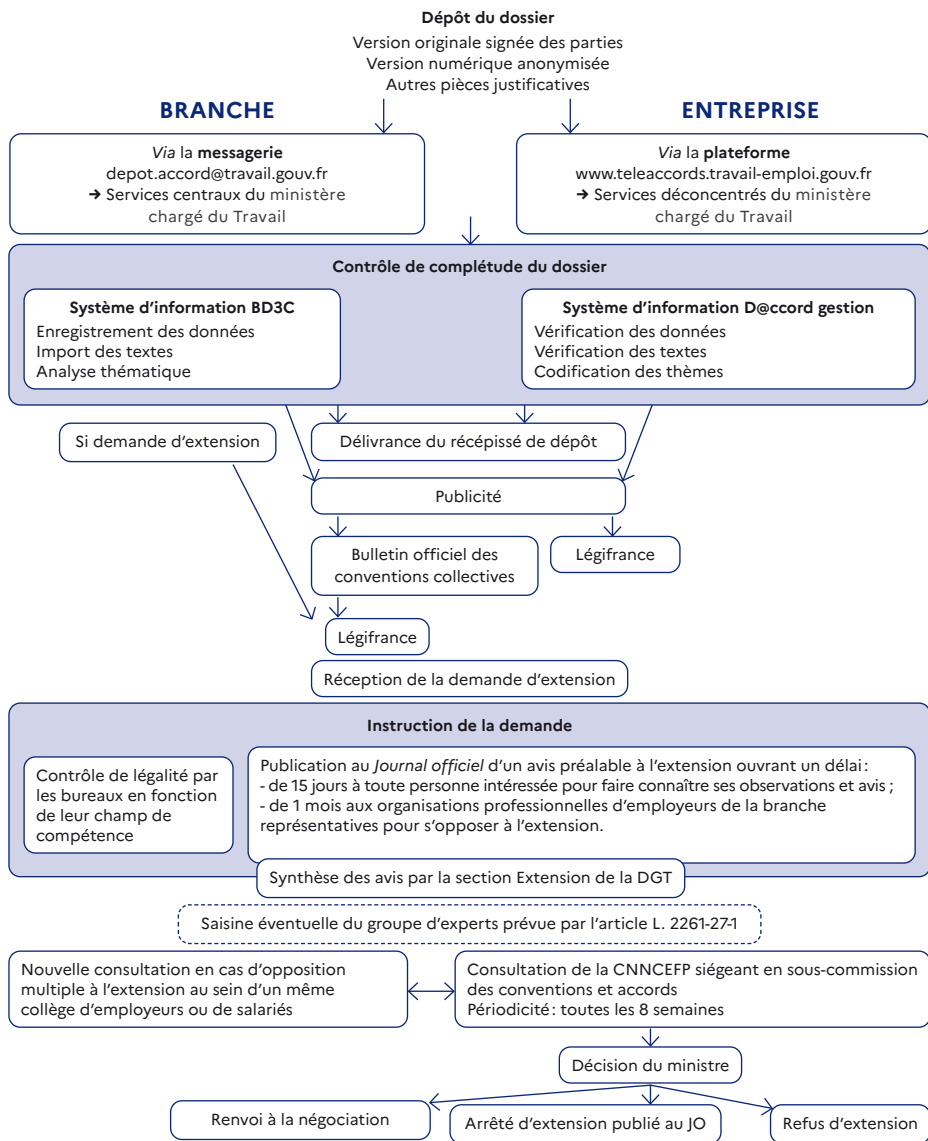 Dépôt du dossier
Version originale signée des parties
Version numérique anonymisée
Autres pièces justificatives
BRANCHE
Via la messagerie
depot.accord@travail.gouv.fr
→ Services centraux du ministère
chargé du Travail
ENTREPRISE
Via la plateforme
www.teleaccords.travail-emploi.gouv.fr
→ Services déconcentrés du ministère
chargé du Travail
Contrôle de complétude du dossier
Système d'information BD3C
Enregistrement des données
Import des textes
Analyse thématique
Système d'information D@ccord gestion
Vérification des données
Vérification des textes
Codification des thèmes
Si demande d'extension
Délivrance du récépissé de dépôt
Publicité
Bulletin officiel des
conventions collectives
Légifrance
Légifrance
Réception de la demande d'extension
Instruction de la demande
Contrôle de légalité par
les bureaux en fonction
de leur champ de
compétence
Publication au Journal officiel d'un avis préalable à l'extension ouvrant un délai :
- de 15 jours à toute personne intéressée pour faire connaître ses observations et avis ;
- de 1 mois aux organisations professionnelles d'employeurs de la branche
représentatives pour s'opposer à l'extension.
Synthèse des avis par la section Extension de la DGT
Saisine éventuelle du groupe d'experts prévue par l'article L. 2261-27-1
Nouvelle consultation en cas d'opposition
multiple à l'extension au sein d'un même
collège d'employeurs ou de salariés
Consultation de la CNNCEFP siégeant en sous-commission
des conventions et accords
Périodicité : toutes les 8 semaines
Décision du ministre
Renvoi à la négociation
Arrêté d'extension publié au JO
Refus d'extension